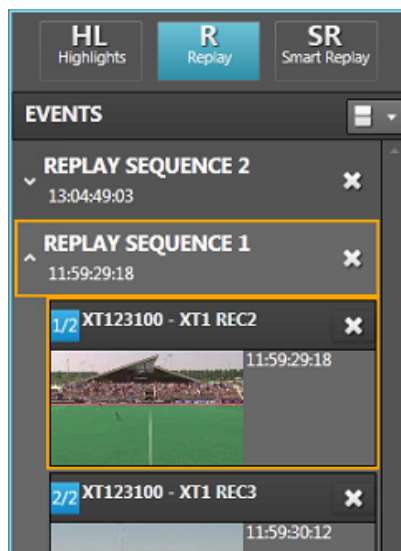 HL
Highlights
R
Replay
SR
Smart Replay
EVENTS
REPLAY SEQUENCE 2
13:04:49:03
REPLAY SEQUENCE 1
11:59:29:18
1/2 XT123100 - XT1 REC2
11:59:29:18
2/2 XT123100 - XT1 REC3
11:59:30:12